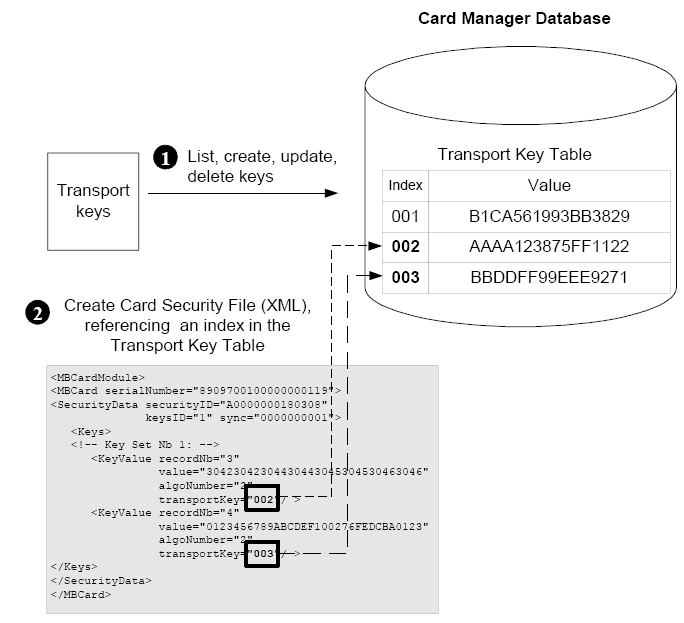 Card Manager Database
Transport Key Table
Index Value
001 B1CA561993BB3829
002 AAAA123875FF1122
003 BBDDFF99EEE9271
Transport
keys
1 List, create, update,
delete keys
2 Create Card Security File (XML),
referencing an index in the
Transport Key Table
<MBCardModule>
<MBCard serialNumber="8909700100000000119">
<SecurityData securityID="A0000000180308"
keysID="1" sync="0000000001">
<Keys>
<!-- Key Set Nb 1: -->
<KeyValue recordNb="3"
value="30423042304430443045304530463046"
algoNumber="2"
transportKey="002"/ >
<KeyValue recordNb="4"
value="0123456789ABCDEF100276FEDCBA0123"
algoNumber="2"
transportKey="003"/ >
</Keys>
</SecurityData>
</MBCard>